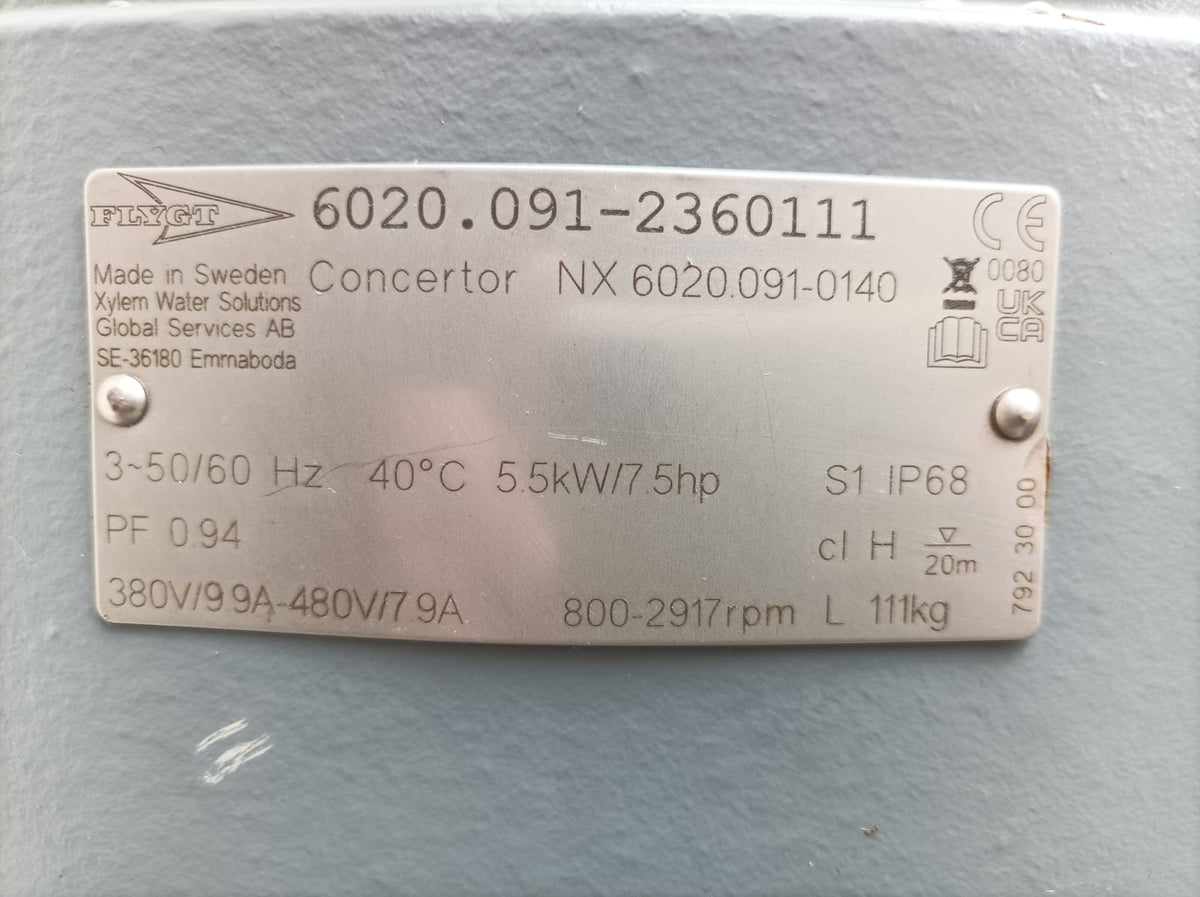 FLYGT
6020.091-2360111
CE
Made in Sweden
Xylem Water Solutions
Global Services AB
SE-36180 Emmaboda
Concertor NX 6020.091-0140
0080
UK
CA
3~50/60 Hz 40°C 5.5kW/7.5hp S1 IP68
PF 0.94 cl H 20m
380V/9.9A-480V/7.9A 800-2917rpm L 111kg
792 30 00